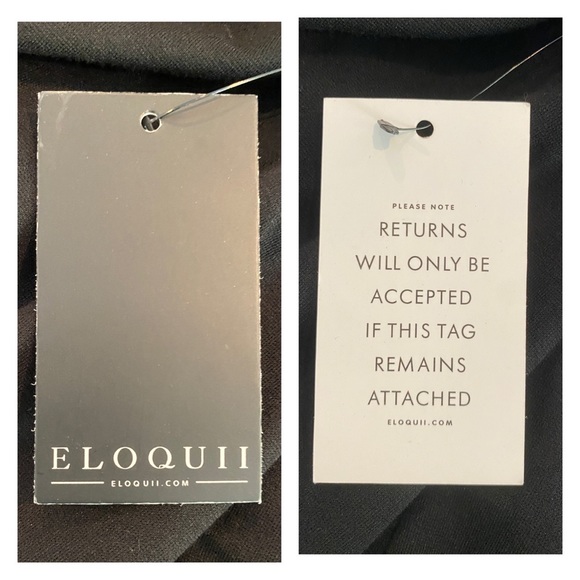 ELOQUII
ELOQUII.COM
PLEASE NOTE
RETURNS
WILL ONLY BE
ACCEPTED
IF THIS TAG
REMAINS
ATTACHED
ELOQUII.COM